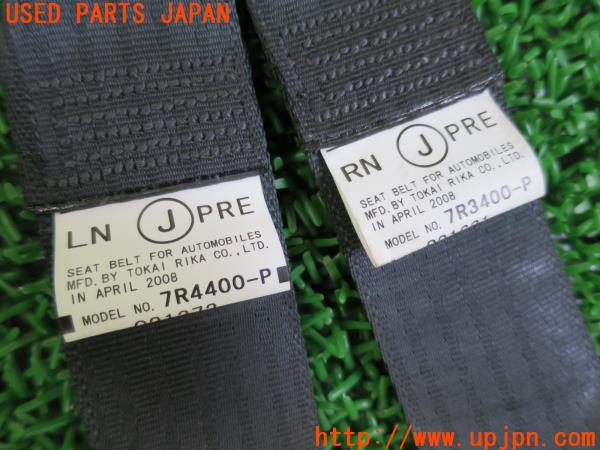 USED PARTS JAPAN
LN J PRE
SEAT BELT FOR AUTOMOBILES
MFD. BY TOKAI RIKA CO., LTD.
IN APRIL 2008
MODEL NO. 7R4400-P
RN J PRE
SEAT BELT FOR AUTOMOBILES
MFD. BY TOKAI RIKA CO., LTD.
IN APRIL 2008
MODEL NO. 7R3400-P
http://www.upjpn.com/